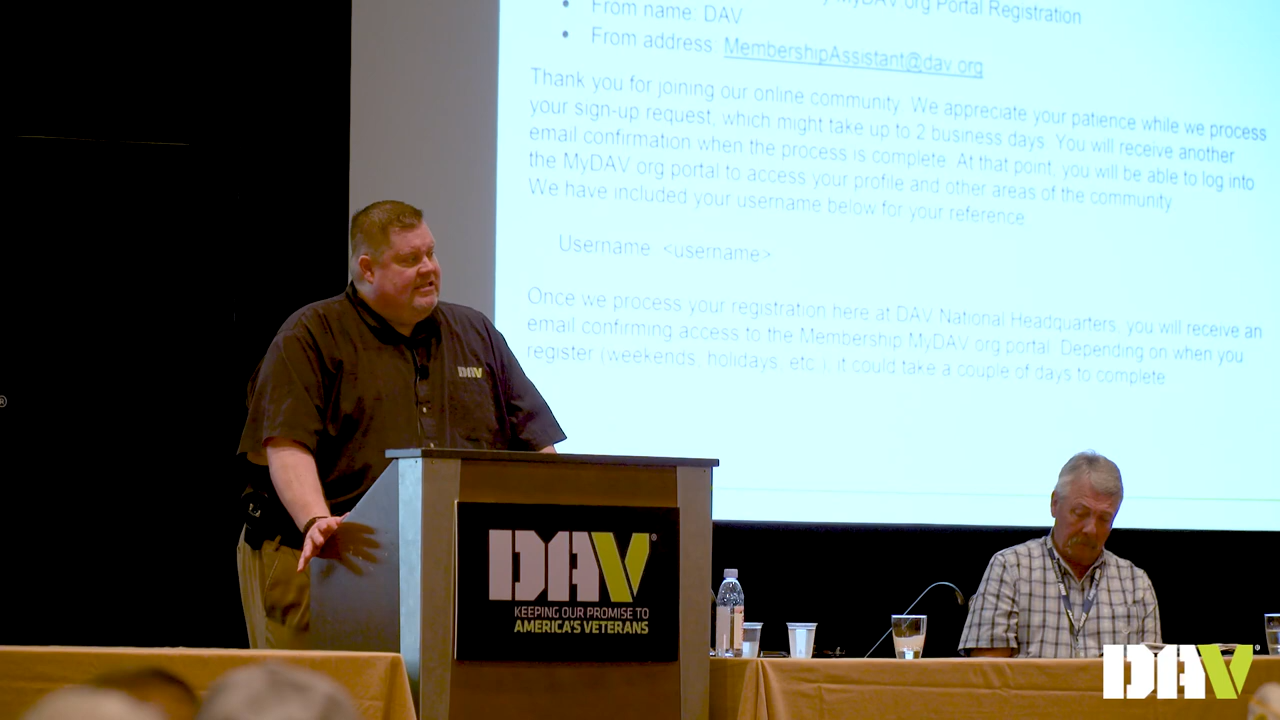 MyDAV org Portal Registration
• From name: DAV
• From address: MembershipAssistant@dav org
Thank you for joining our online community. We appreciate your patience while we process
your sign-up request, which might take up to 2 business days. You will receive another
email confirmation when the process is complete. At that point, you will be able to log into
the MyDAV org portal to access your profile and other areas of the community.
We have included your username below for your reference.
Username: <username>
Once we process your registration here at DAV National Headquarters, you will receive an
email confirming access to the Membership MyDAV org portal. Depending on when you
register (weekends, holidays, etc.), it could take a couple of days to complete.
DAV
DAV®
KEEPING OUR PROMISE TO
AMERICA'S VETERANS
DAV®
®